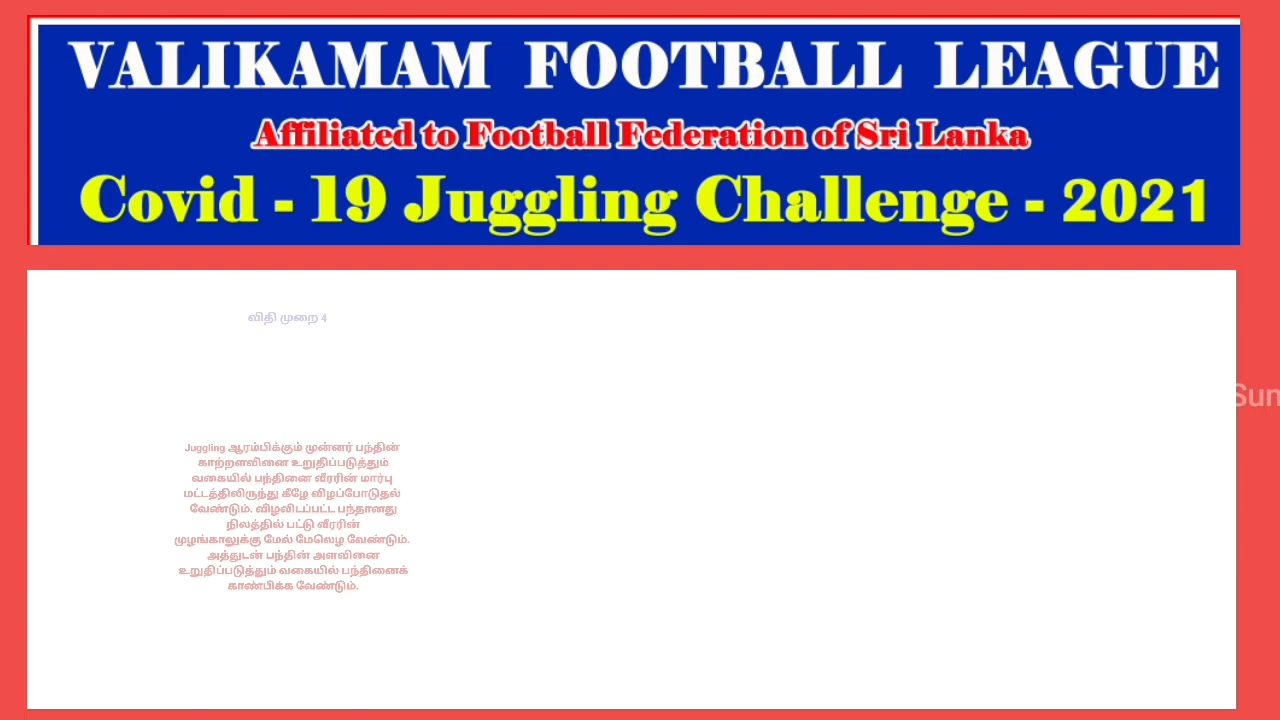 VALIKAMAM FOOTBALL LEAGUE
Affiliated to Football Federation of Sri Lanka
Covid - 19 Juggling Challenge - 2021
விதி முறை 4
Sun
Juggling ஆரம்பிக்கும் முன்னர் பந்தின்
காற்றளவினை உறுதிப்படுத்தும்
வகையில் பந்தினை வீரரின் மார்பு
மட்டத்திலிருந்து கீழே விழப்போடுதல்
வேண்டும். விழவிடப்பட்ட பந்தானது
நிலத்தில் பட்டு வீரரின்
முழங்காலுக்கு மேல் மேலெழ வேண்டும்.
அத்துடன் பந்தின் அளவினை
உறுதிப்படுத்தும் வகையில் பந்தினைக்
காண்பிக்க வேண்டும்.